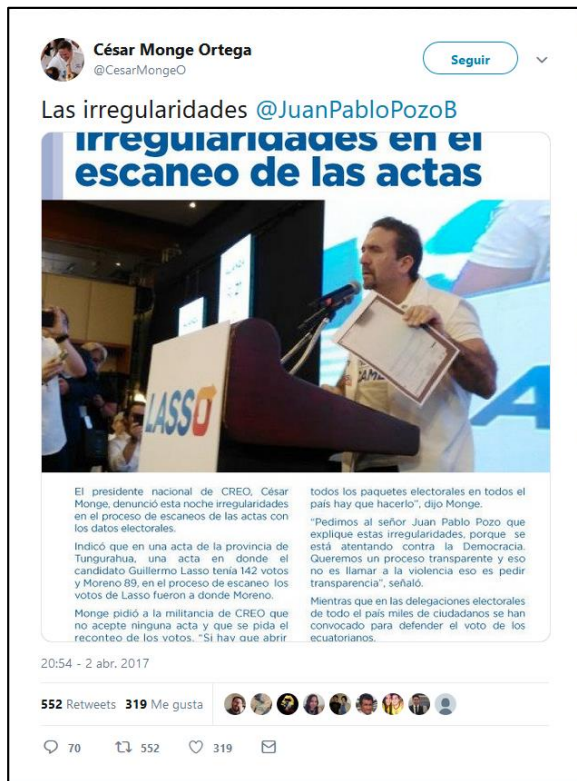 César Monge Ortega
@CesarMongeO
Seguir
Las irregularidades @JuanPabloPozoB
Irregularidades en el
escaneo de las actas
LASSO
El presidente nacional de CREO, César
Monge, denunció esta noche irregularidades
en el proceso de escaneos de las actas con
los datos electorales.
Indicó que en una acta de la provincia de
Tungurahua, una acta en donde el
candidato Guillermo Lasso tenía 142 votos
y Moreno 89, en el proceso de escaneo los
votos de Lasso fueron a donde Moreno.
Monge pidió a la militancia de CREO que
no acepte ninguna acta y que se pida el
reconteo de los votos. "Si hay que abrir
todos los paquetes electorales en todos el
país hay que hacerlo", dijo Monge.
"Pedimos al señor Juan Pablo Pozo que
explique estas irregularidades, porque se
está atentando contra la Democracia.
Queremos un proceso transparente y eso
no es llamar a la violencia eso es pedir
transparencia", señaló.
Mientras que en las delegaciones electorales
de todo el país miles de ciudadanos se han
convocado para defender el voto de los
ecuatorianos.
20:54 - 2 abr. 2017
552 Retweets 319 Me gusta
70 552 319